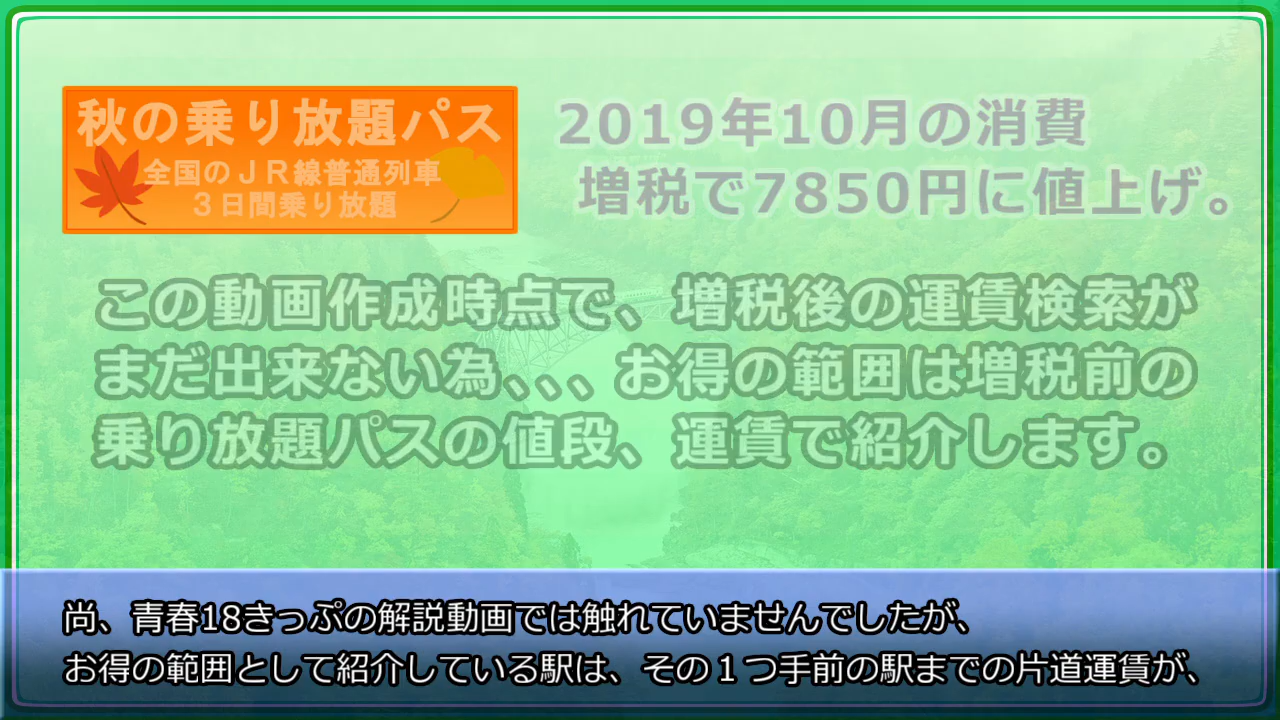 秋の乗り放題パス
全国のＪＲ線普通列車
３日間乗り放題
2019年10月の消費
増税で7850円に値上げ。
この動画作成時点で、増税後の運賃検索が
まだ出来ない為、、、お得の範囲は増税前の
乗り放題パスの値段、運賃で紹介します。
尚、青春18きっぷの解説動画では触れていませんでしたが、
お得の範囲として紹介している駅は、その１つ手前の駅までの片道運賃が、